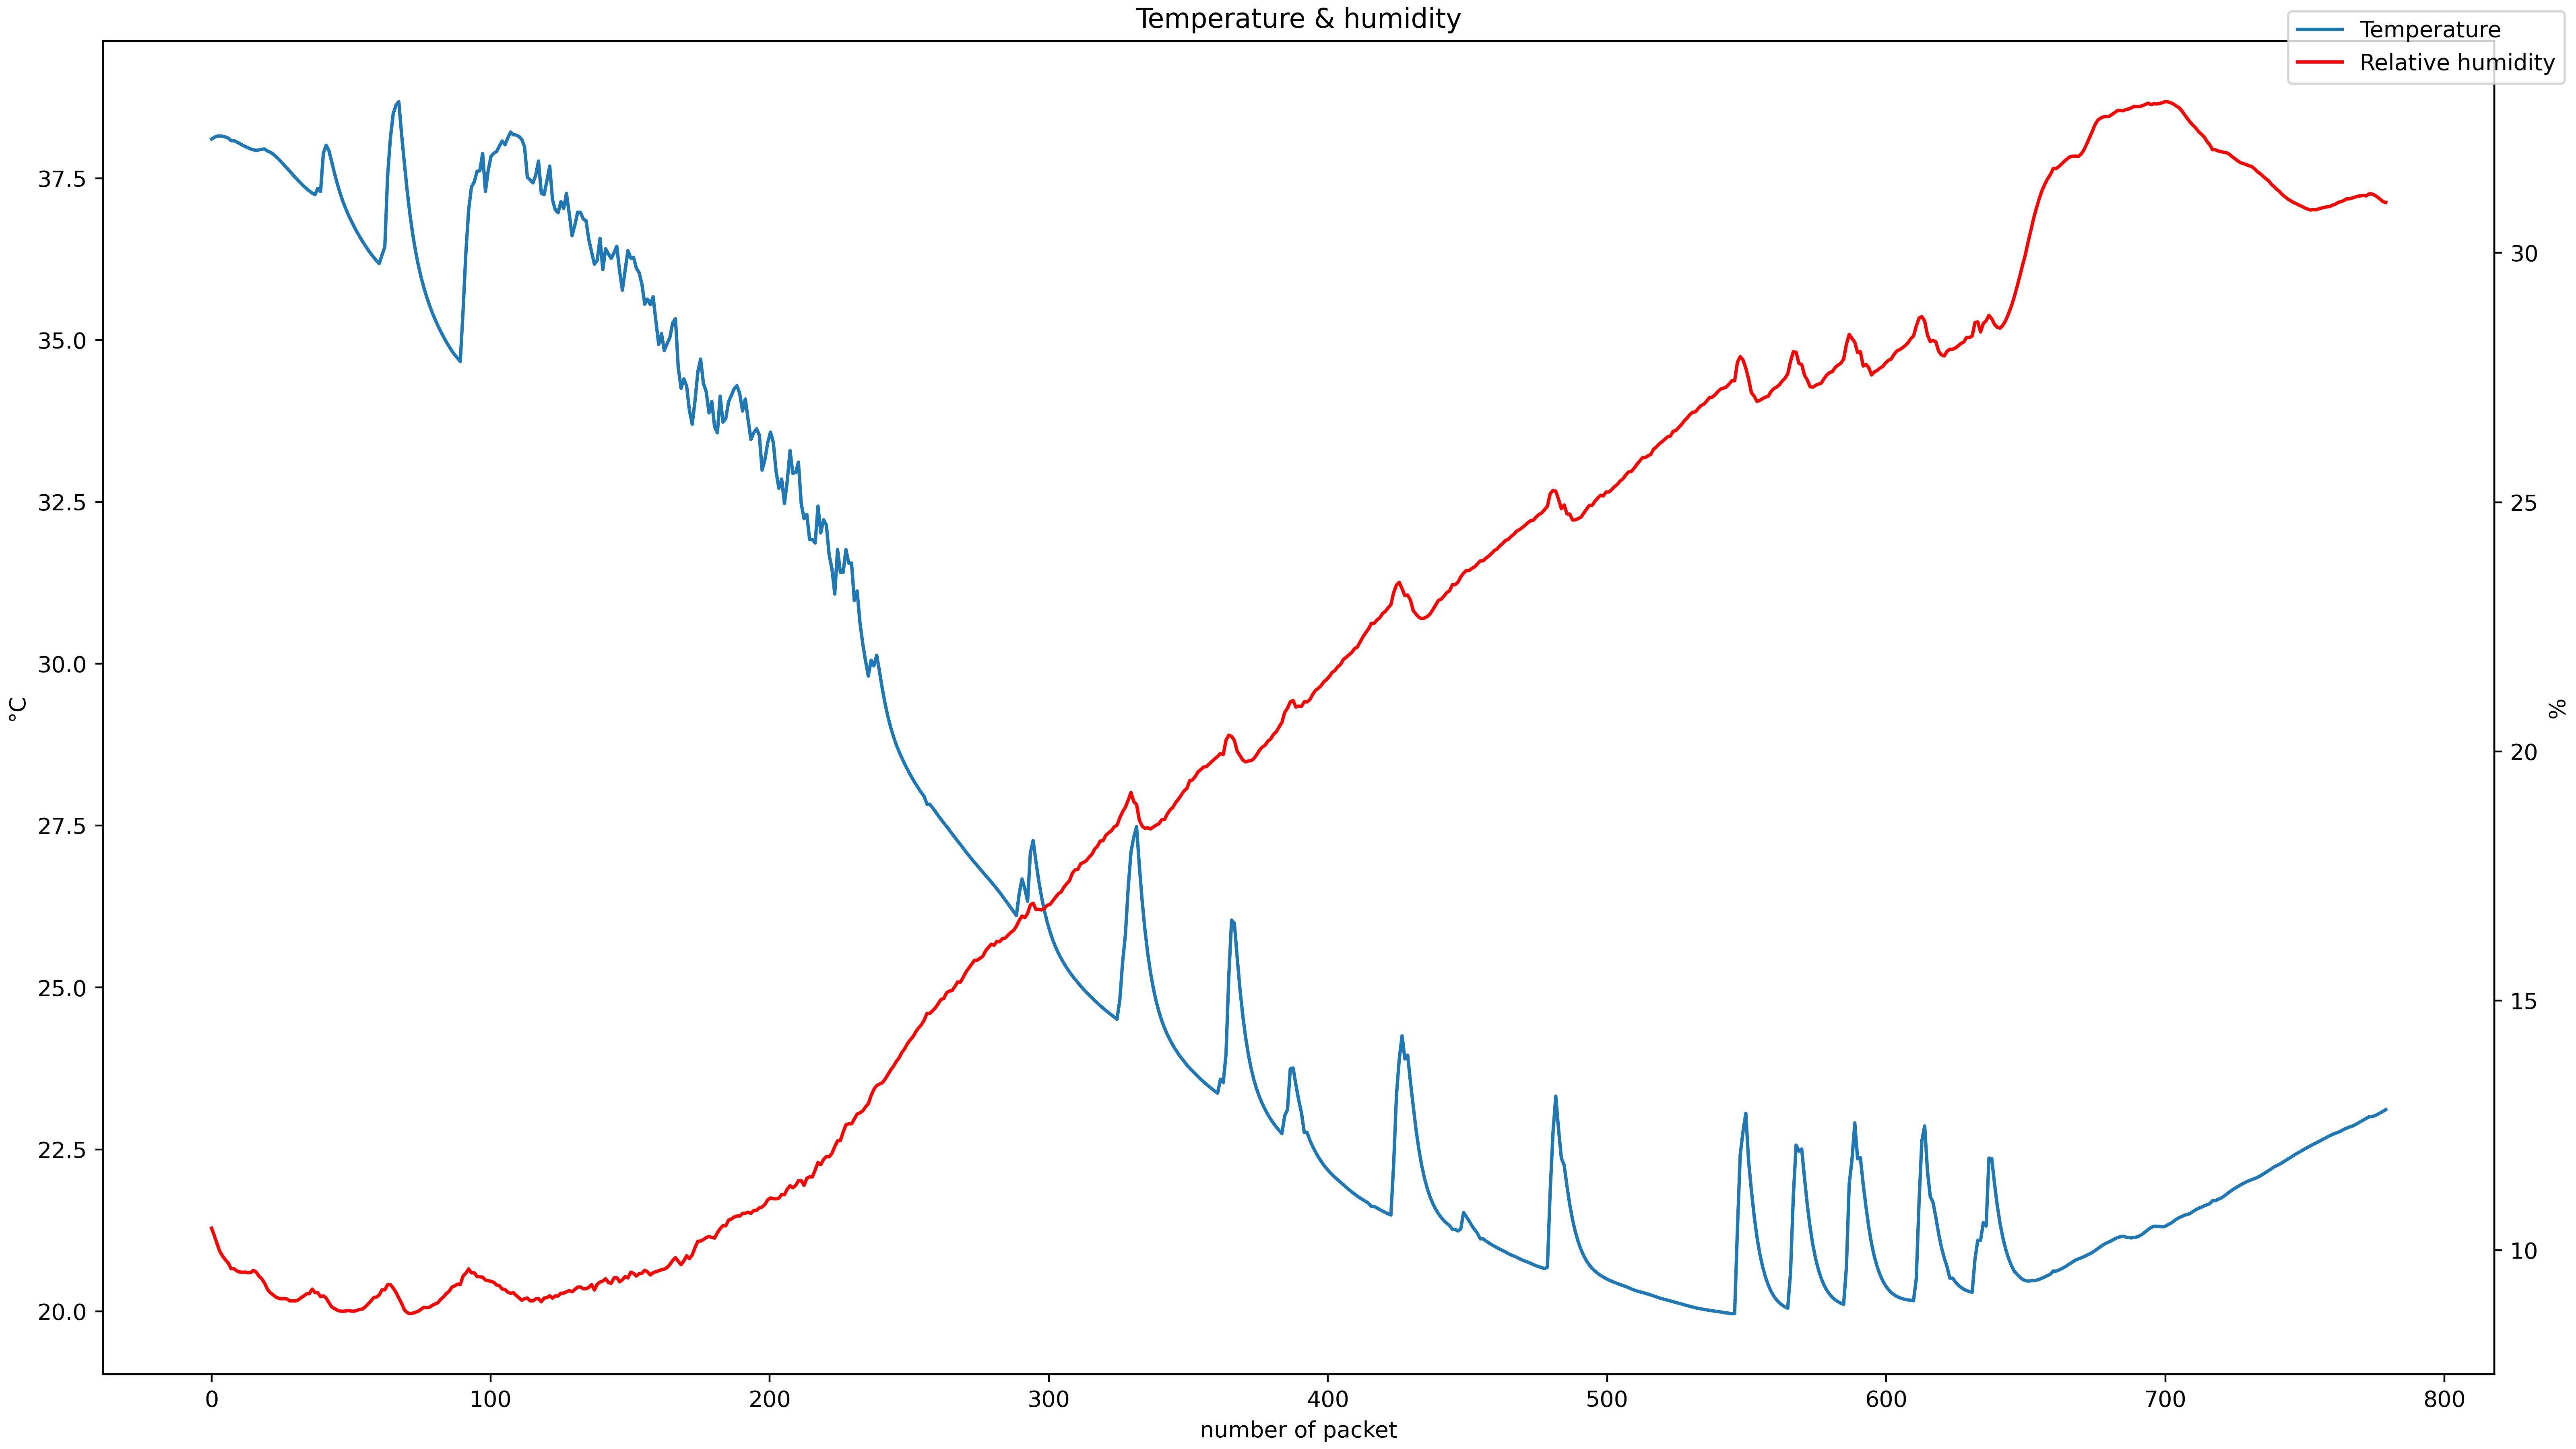 Temperature & humidity
Temperature
Relative humidity
37.5
35.0
32.5
30.0
27.5
25.0
22.5
20.0
°C
30
25
20
15
10
%
0 100 200 300 400 500 600 700 800
number of packet